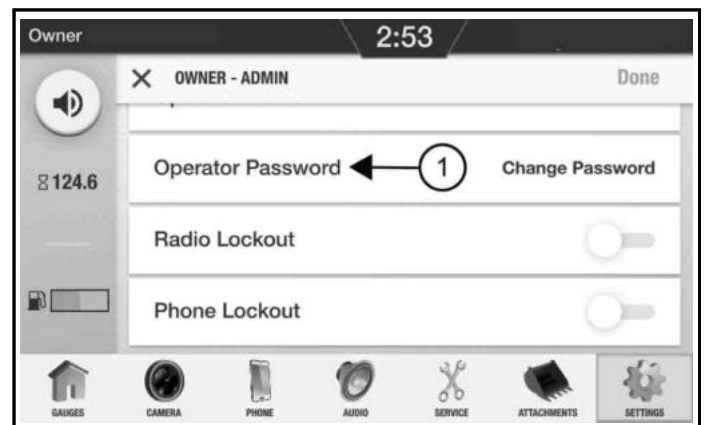 Owner
2:53
X OWNER - ADMIN Done
Operator Password 1 Change Password
124.6
Radio Lockout
Phone Lockout
GAUGES CAMERA PHONE AUDIO SERVICE ATTACHMENTS SETTINGS